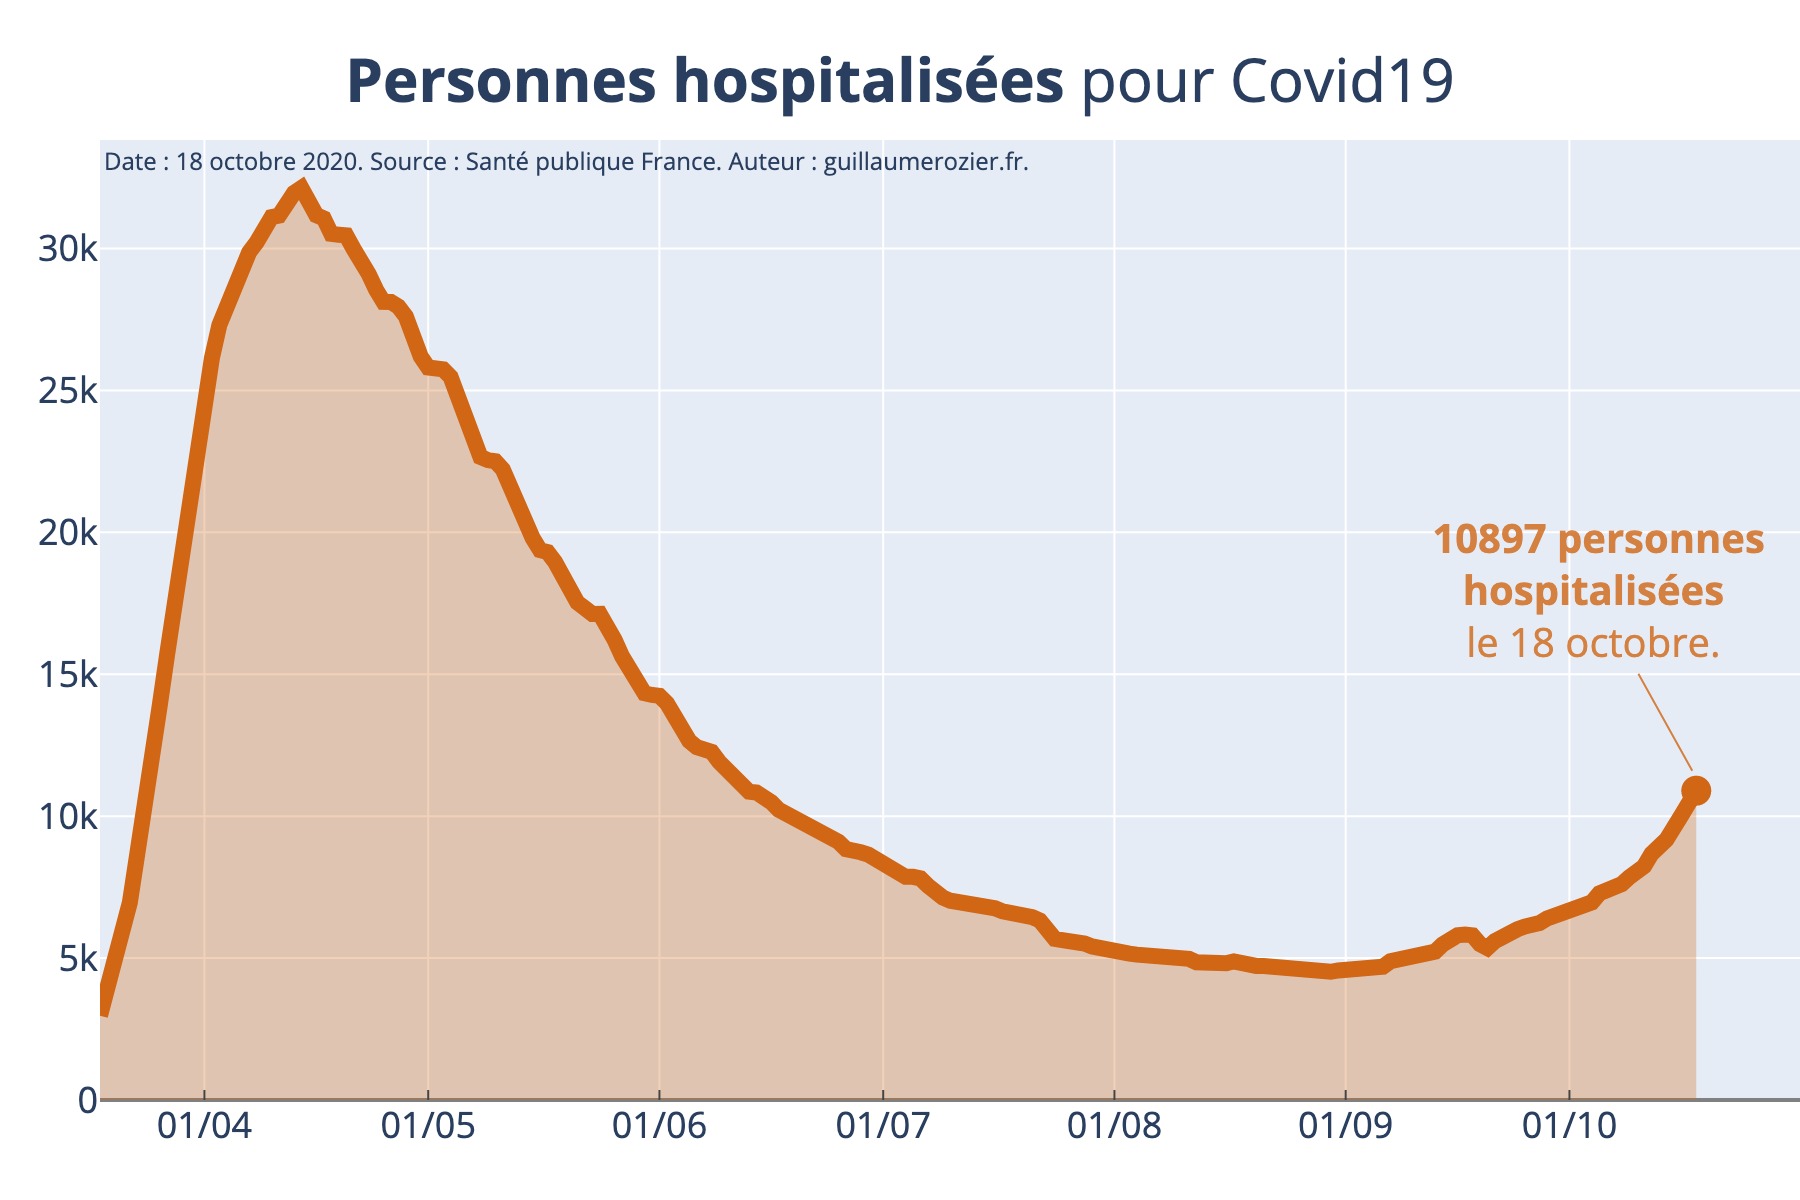 Personnes hospitalisées pour Covid19
Date : 18 octobre 2020. Source : Santé publique France. Auteur : guillaumerozier.fr.
30k
25k
20k
15k
10k
5k
0
10897 personnes
hospitalisées
le 18 octobre.
01/04 01/05 01/06 01/07 01/08 01/09 01/10